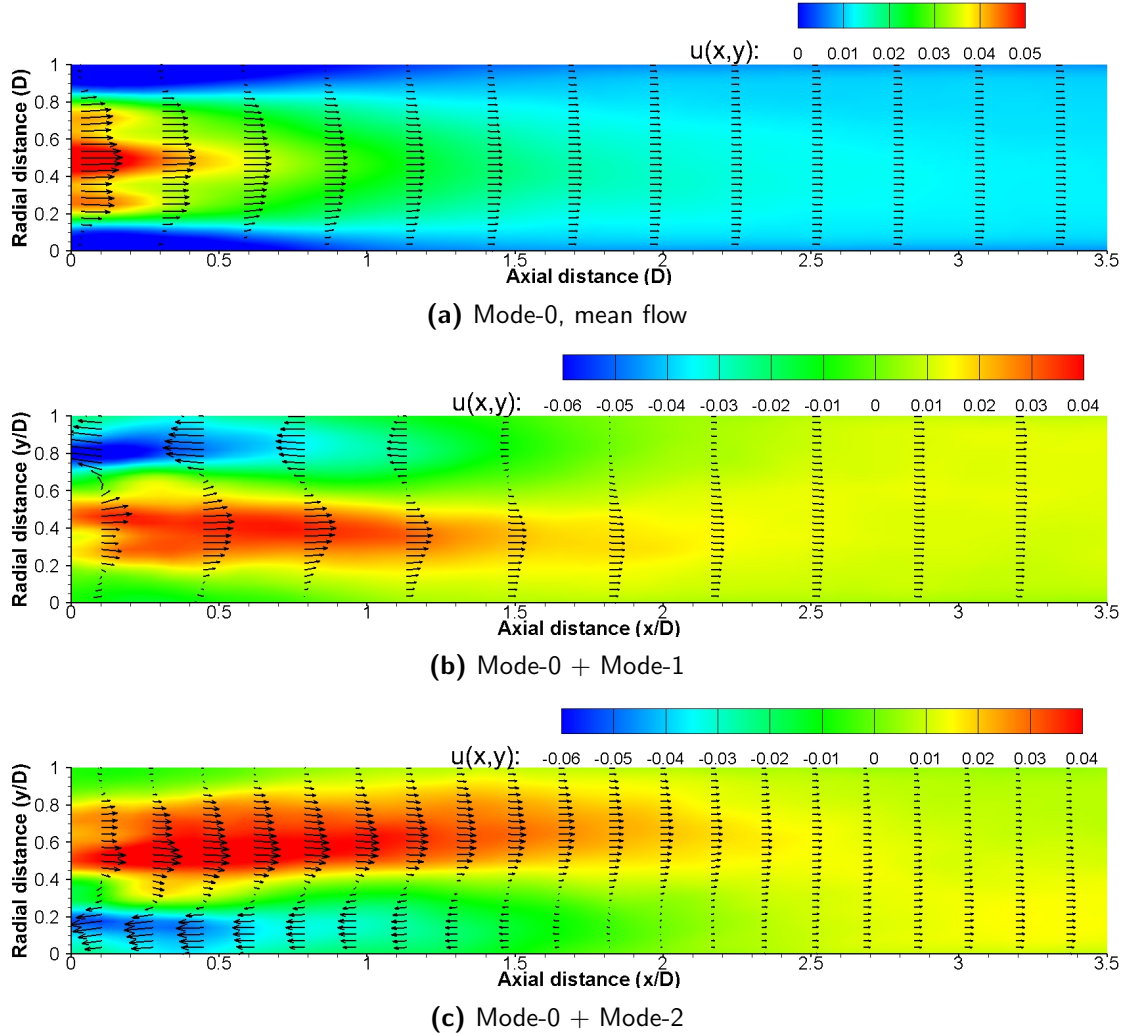 u(x,y): 0 0.01 0.02 0.03 0.04 0.05
Radial distance (D)
1
0.8
0.6
0.4
0.2
0
0 0.5 1 1.5 2 2.5 3 3.5
Axial distance (D)
(a) Mode-0, mean flow
u(x,y): -0.06 -0.05 -0.04 -0.03 -0.02 -0.01 0 0.01 0.02 0.03 0.04
Radial distance (y/D)
1
0.8
0.6
0.4
0.2
0
0 0.5 1 1.5 2 2.5 3 3.5
Axial distance (x/D)
(b) Mode-0 + Mode-1
u(x,y): -0.06 -0.05 -0.04 -0.03 -0.02 -0.01 0 0.01 0.02 0.03 0.04
Radial distance (y/D)
1
0.8
0.6
0.4
0.2
0
0 0.5 1 1.5 2 2.5 3 3.5
Axial distance (x/D)
(c) Mode-0 + Mode-2